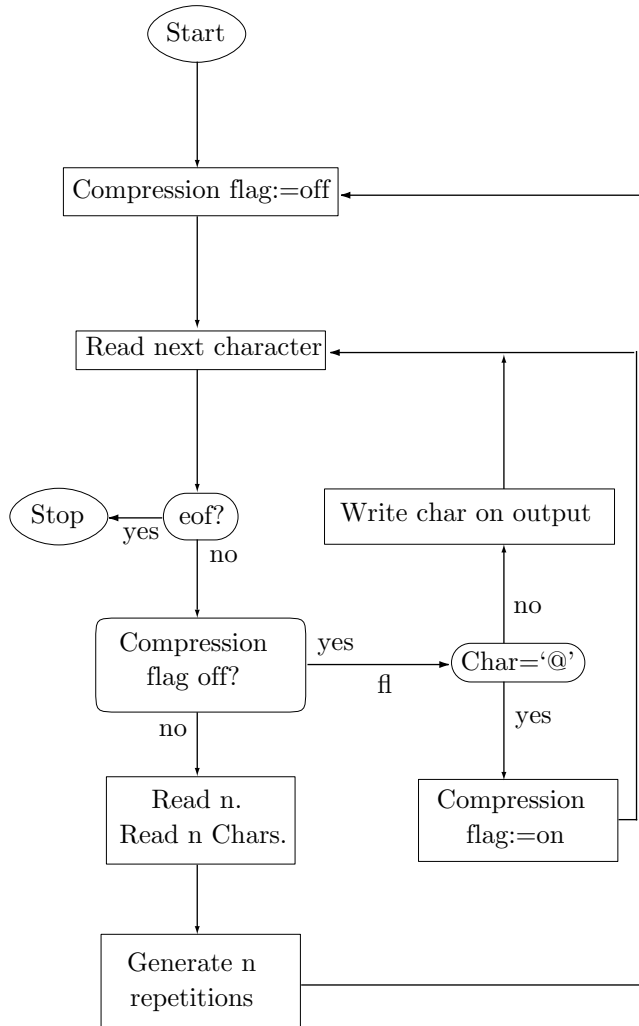 Start
Compression flag:=off
Read next character
Stop
yes
eof?
no
Write char on output
no
Compression
flag off?
yes
fl
Char=‘@’
yes
no
Read n.
Read n Chars.
Compression
flag:=on
Generate n
repetitions